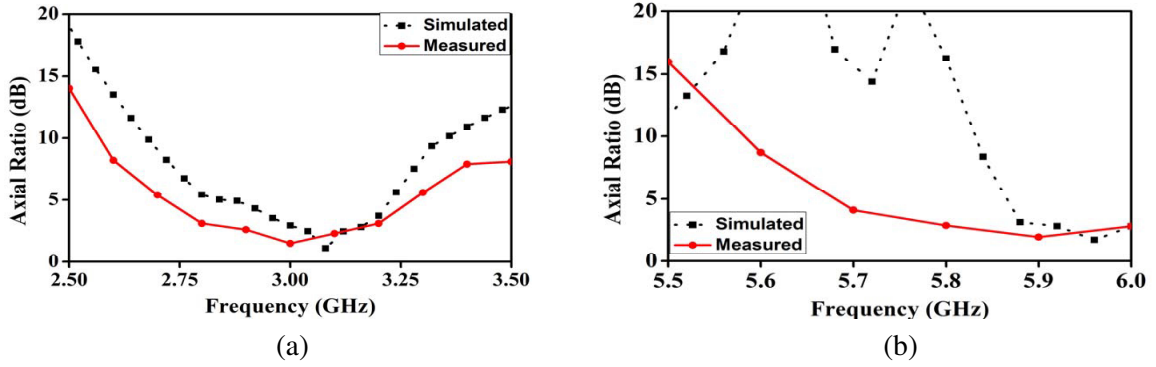 20
15
10
5
0
Axial Ratio (dB)
Simulated
Measured
2.50
2.75
3.00
3.25
3.50
Frequency (GHz)
(a)
20
15
10
5
0
Axial Ratio (dB)
Simulated
Measured
5.5
5.6
5.7
5.8
5.9
6.0
Frequency (GHz)
(b)